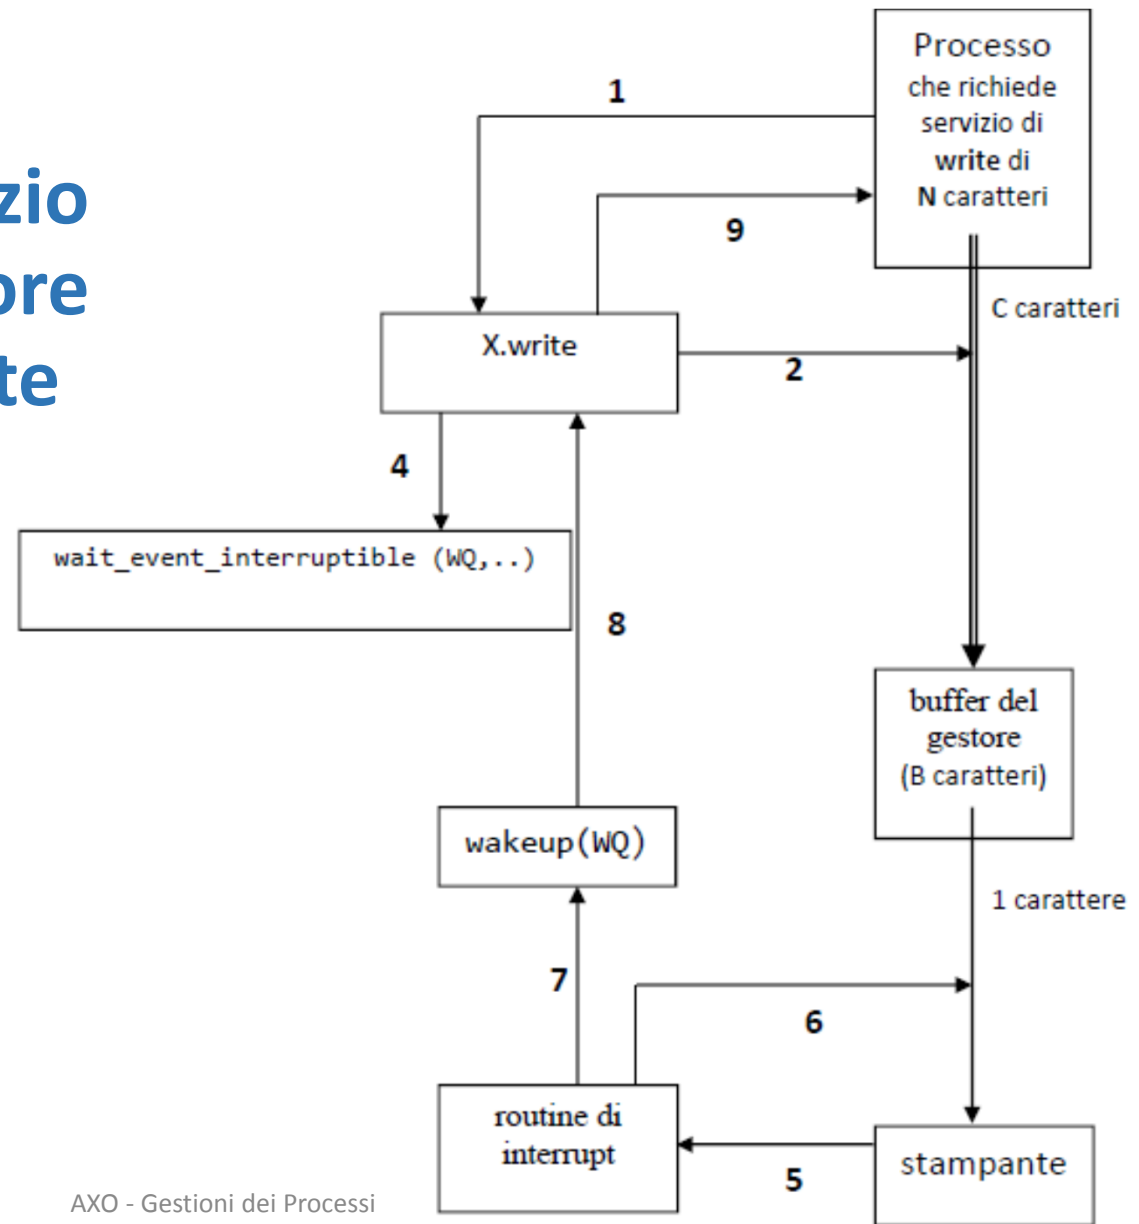 zio
ore
te
Processo
che richiede
servizio di
write di
N caratteri
1
9
C caratteri
X.write
2
4
wait_event_interruptible (WQ,..)
8
buffer del
gestore
(B caratteri)
wakeup(WQ)
1 carattere
7
6
routine di
interrupt
5
stampante
AXO - Gestioni dei Processi